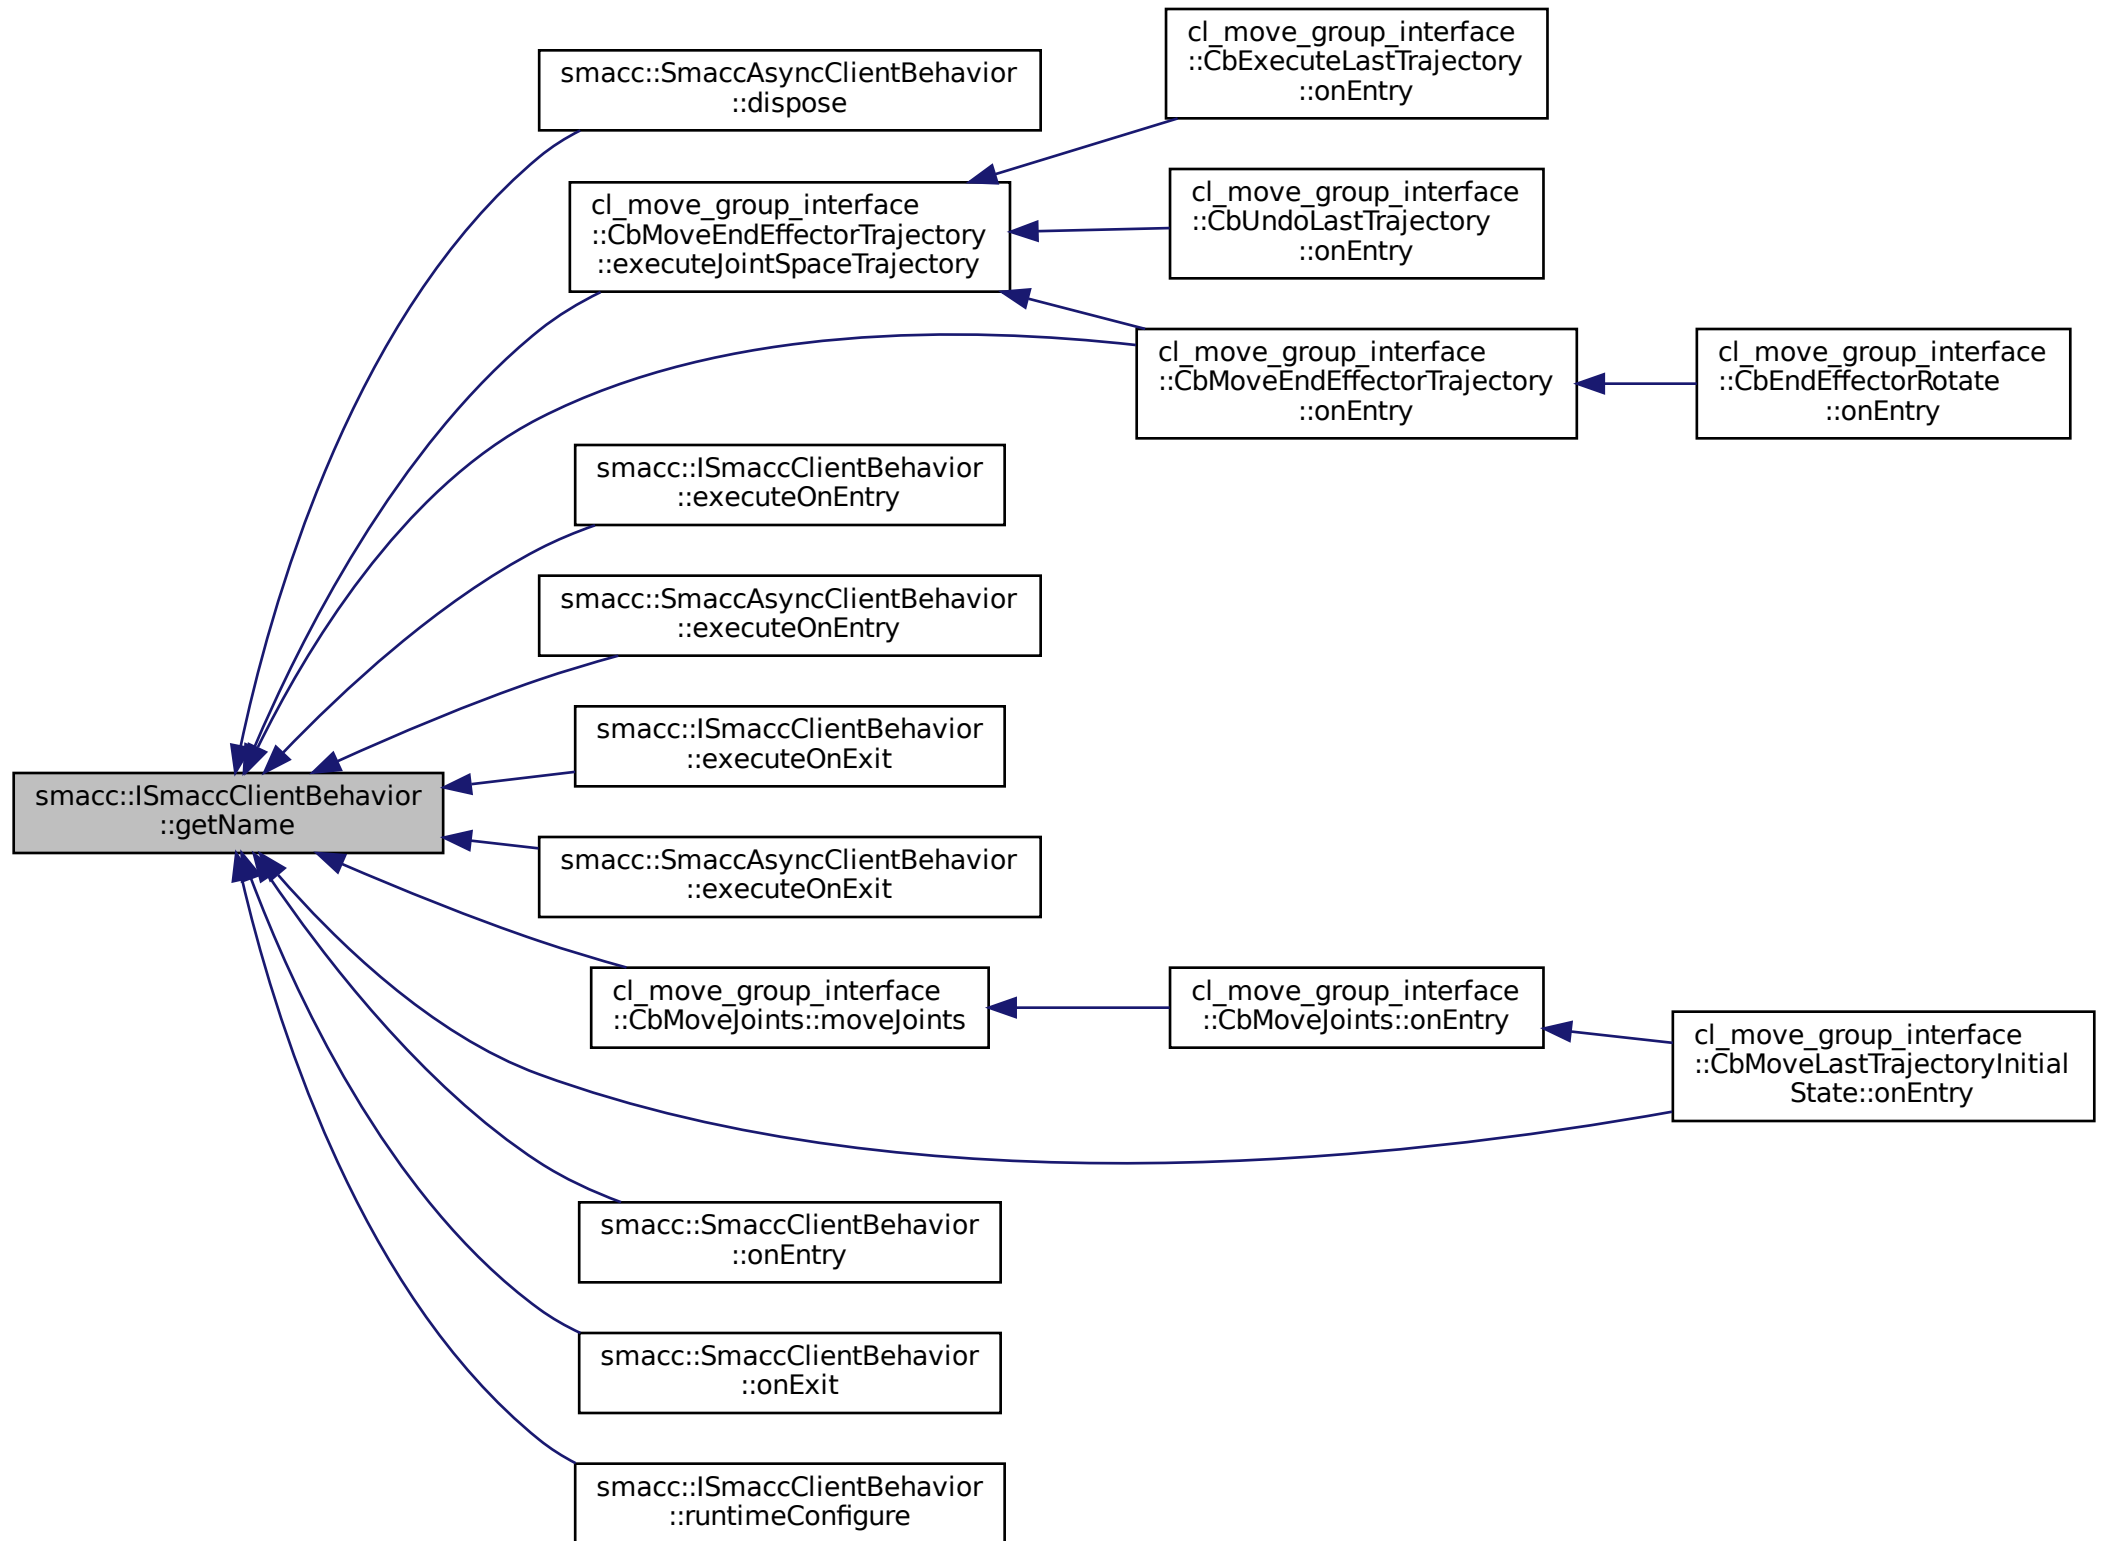 cl_move_group_interface
::CbExecuteLastTrajectory
::onEntry
smacc::SmaccAsyncClientBehavior
::dispose
cl_move_group_interface
::CbMoveEndEffectorTrajectory
::executeJointSpaceTrajectory
cl_move_group_interface
::CbUndoLastTrajectory
::onEntry
cl_move_group_interface
::CbMoveEndEffectorTrajectory
::onEntry
cl_move_group_interface
::CbEndEffectorRotate
::onEntry
smacc::ISmaccClientBehavior
::executeOnEntry
smacc::SmaccAsyncClientBehavior
::executeOnEntry
smacc::ISmaccClientBehavior
::executeOnExit
smacc::ISmaccClientBehavior
::getName
smacc::SmaccAsyncClientBehavior
::executeOnExit
cl_move_group_interface
::CbMoveJoints::moveJoints
cl_move_group_interface
::CbMoveJoints::onEntry
cl_move_group_interface
::CbMoveLastTrajectoryInitial
State::onEntry
smacc::SmaccClientBehavior
::onEntry
smacc::SmaccClientBehavior
::onExit
smacc::ISmaccClientBehavior
::runtimeConfigure